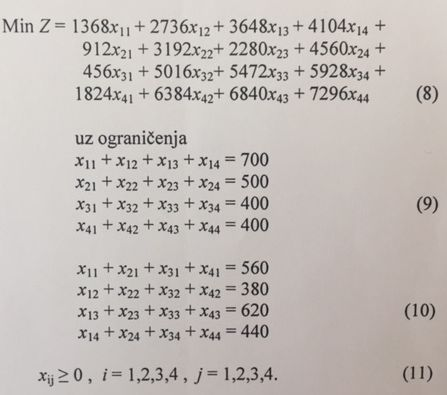 Min Z = 1368x₁₁ + 2736x₁₂ + 3648x₁₃ + 4104x₁₄ +
912x₂₁ + 3192x₂₂ + 2280x₂₃ + 4560x₂₄ +
456x₃₁ + 5016x₃₂ + 5472x₃₃ + 5928x₃₄ +
1824x₄₁ + 6384x₄₂ + 6840x₄₃ + 7296x₄₄ (8)
uz ograničenja
x₁₁ + x₁₂ + x₁₃ + x₁₄ = 700
x₂₁ + x₂₂ + x₂₃ + x₂₄ = 500
x₃₁ + x₃₂ + x₃₃ + x₃₄ = 400 (9)
x₄₁ + x₄₂ + x₄₃ + x₄₄ = 400
x₁₁ + x₂₁ + x₃₁ + x₄₁ = 560
x₁₂ + x₂₂ + x₃₂ + x₄₂ = 380
x₁₃ + x₂₃ + x₃₃ + x₄₃ = 620 (10)
x₁₄ + x₂₄ + x₃₄ + x₄₄ = 440
xᵢⱼ ≥ 0 , i = 1,2,3,4 , j = 1,2,3,4. (11)